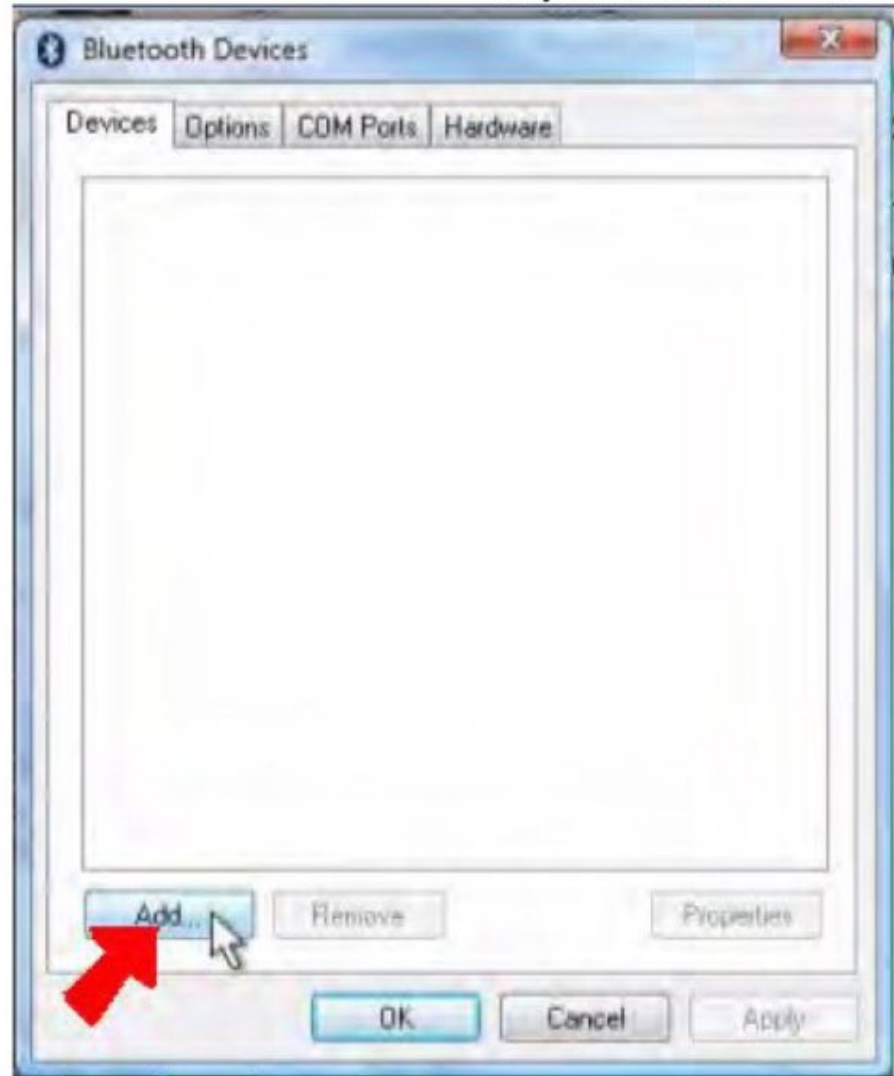 Bluetooth Devices
Devices Options COM Ports Hardware
Add... Remove Properties
OK Cancel Apply